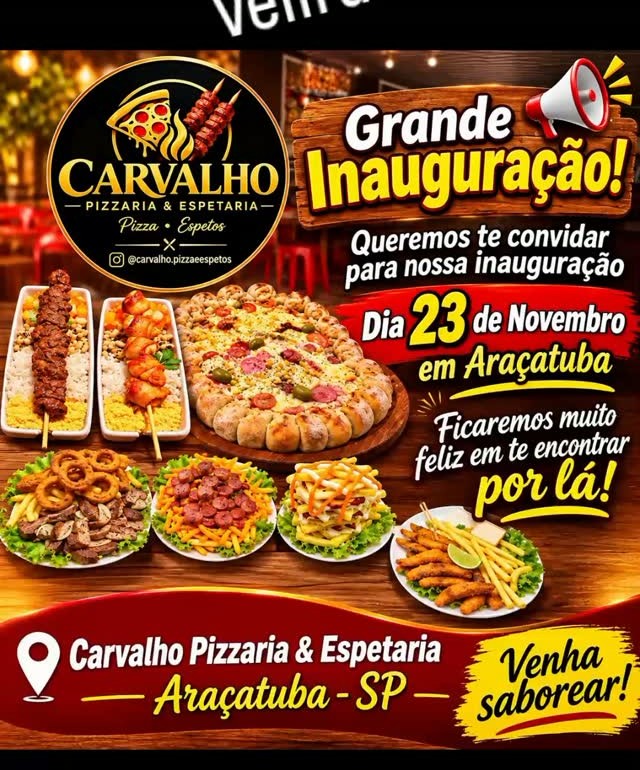 CARVALHO
PIZZARIA & ESPETARIA
Pizza • Espetos
@carvalho.pizzaeespetos
Grande
Inauguração!
Queremos te convidar
para nossa inauguração
Dia 23 de Novembro
em Araçatuba
Ficaremos muito
feliz em te encontrar
por lá!
Carvalho Pizzaria & Espetaria
Araçatuba - SP
Venha
saborear!